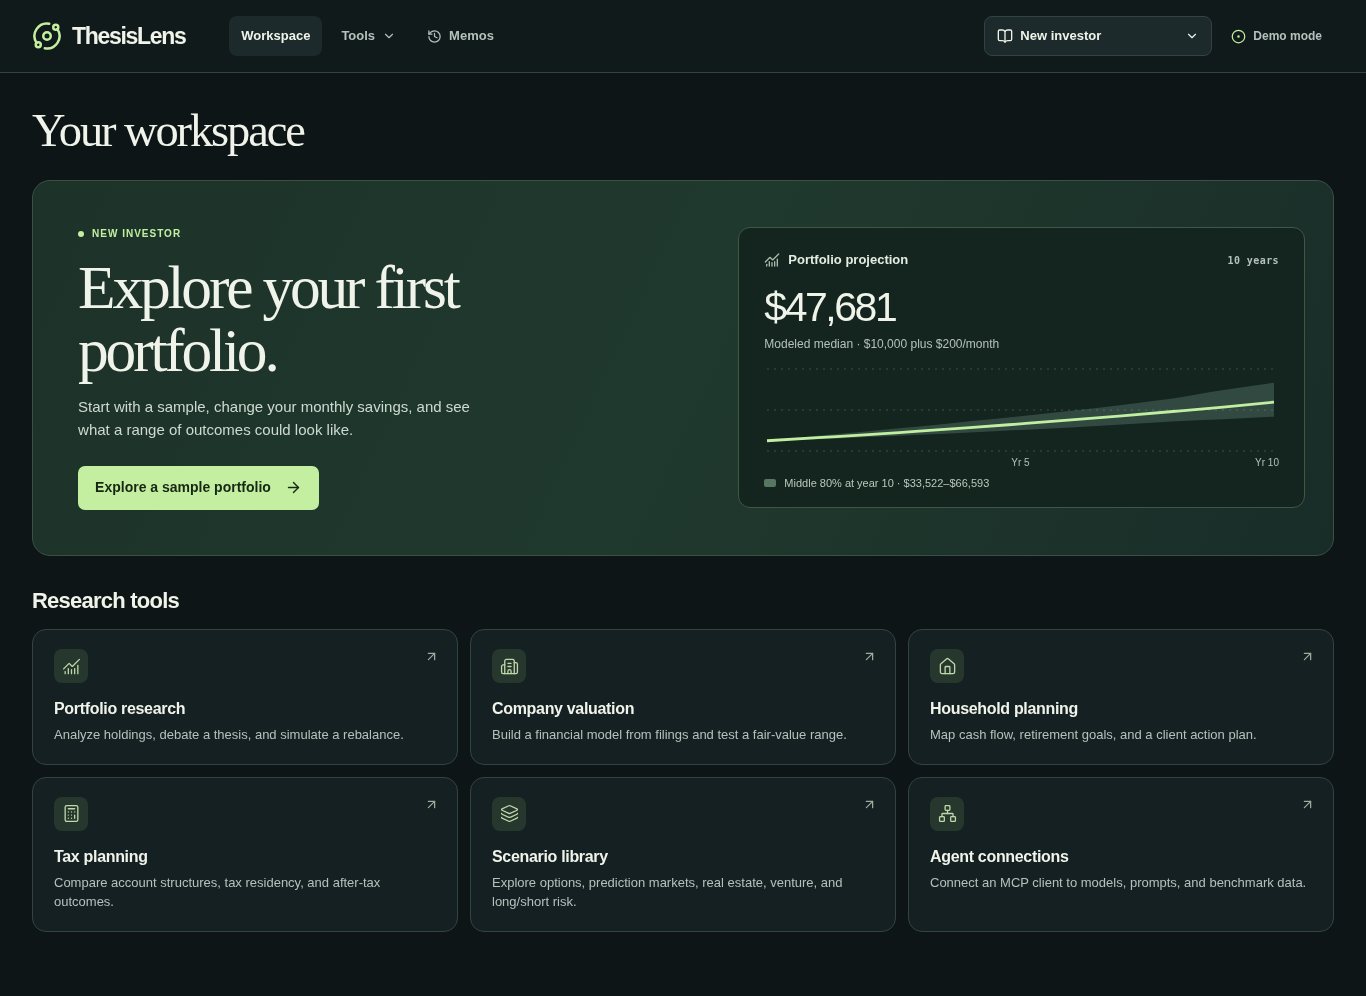 ThesisLens
Workspace
Tools
Memos
New investor
Demo mode
Your workspace
NEW INVESTOR
Explore your first
portfolio.
Start with a sample, change your monthly savings, and see
what a range of outcomes could look like.
Explore a sample portfolio
Portfolio projection
10 years
$47,681
Modeled median · $10,000 plus $200/month
Yr 5
Yr 10
Middle 80% at year 10 · $33,522–$66,593
Research tools
Portfolio research
Analyze holdings, debate a thesis, and simulate a rebalance.
Company valuation
Build a financial model from filings and test a fair-value range.
Household planning
Map cash flow, retirement goals, and a client action plan.
Tax planning
Compare account structures, tax residency, and after-tax
outcomes.
Scenario library
Explore options, prediction markets, real estate, venture, and
long/short risk.
Agent connections
Connect an MCP client to models, prompts, and benchmark data.